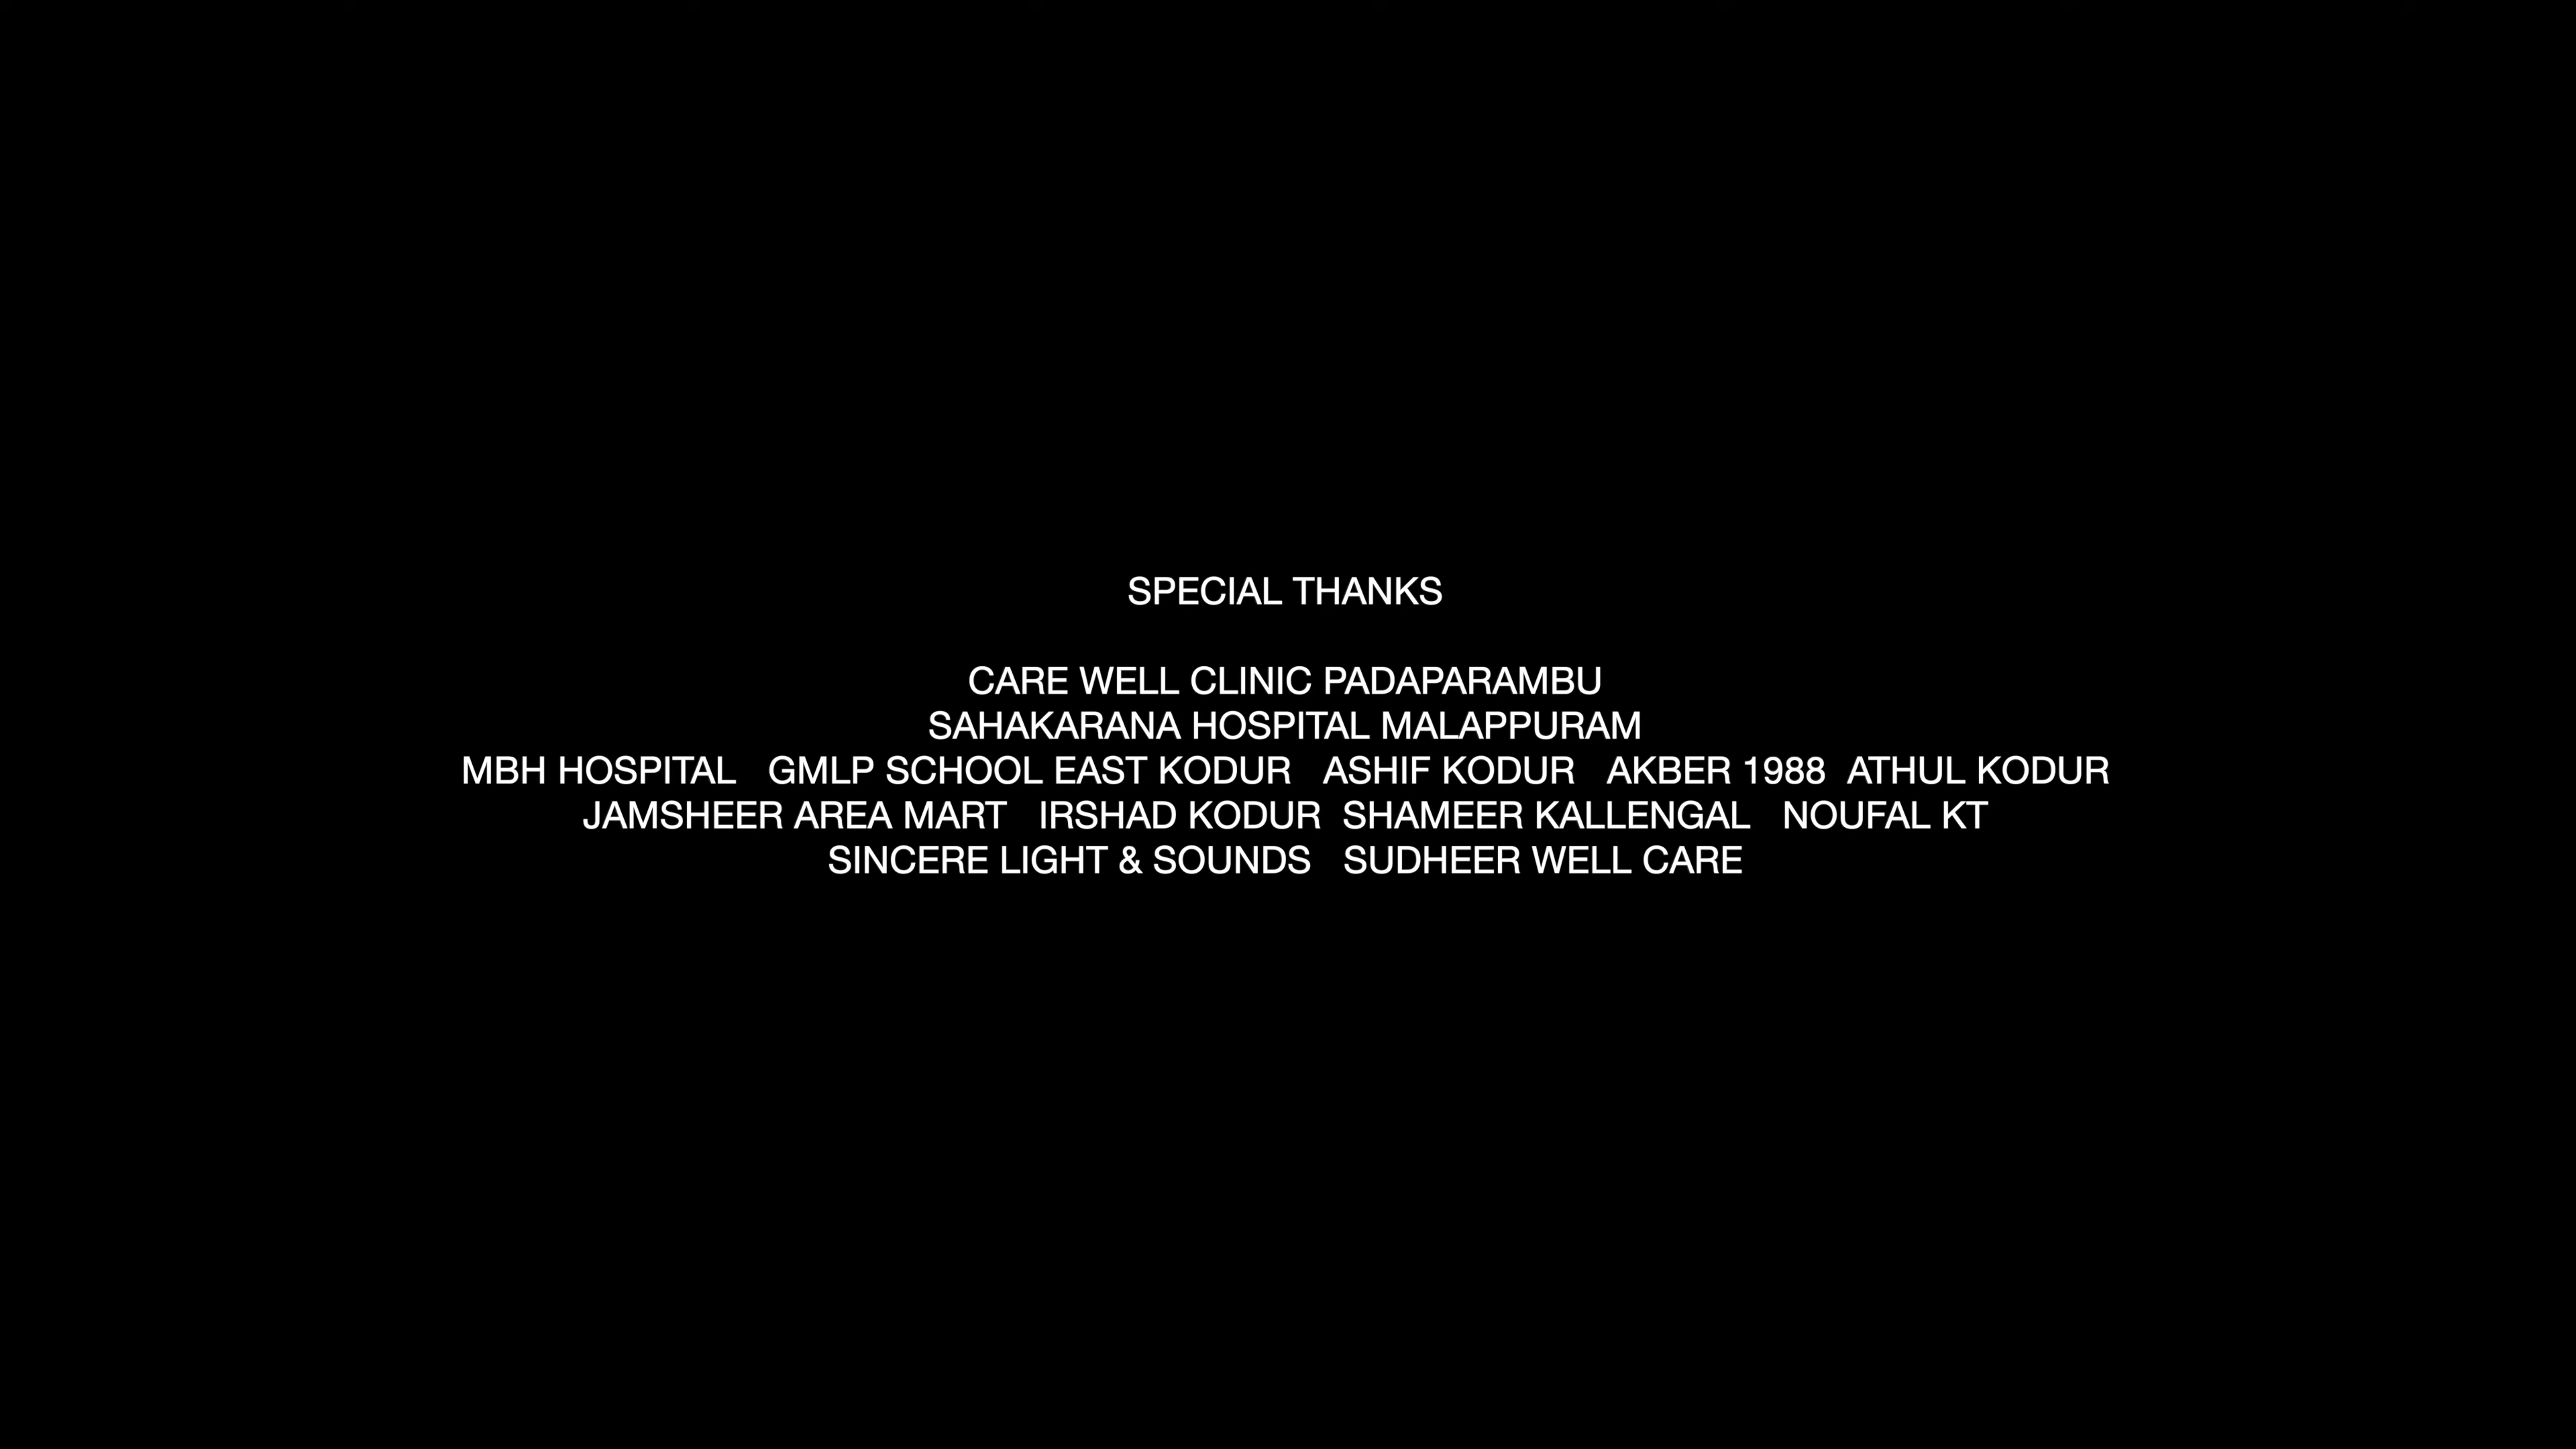 SPECIAL THANKS
CARE WELL CLINIC PADAPARAMBU
SAHAKARANA HOSPITAL MALAPPURAM
MBH HOSPITAL   GMLP SCHOOL EAST KODUR   ASHIF KODUR   AKBER 1988  ATHUL KODUR
JAMSHEER AREA MART   IRSHAD KODUR  SHAMEER KALLENGAL   NOUFAL KT
SINCERE LIGHT & SOUNDS   SUDHEER WELL CARE